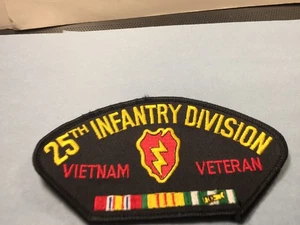 25TH INFANTRY DIVISION
VIETNAM VETERAN